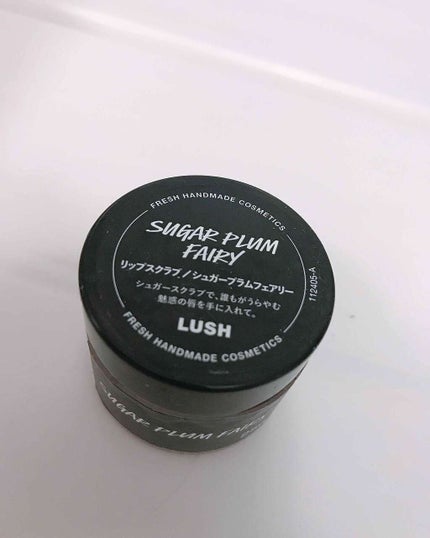 FRESH HANDMADE COSMETICS
SUGAR PLUM
FAIRY
リップスクラブ/シュガープラムフェアリー
シュガースクラブで、誰もがうらやむ
魅惑の唇を手に入れて。
LUSH
FRESH HANDMADE COSMETICS
112405-A
SUGAR PLUM FAIRY